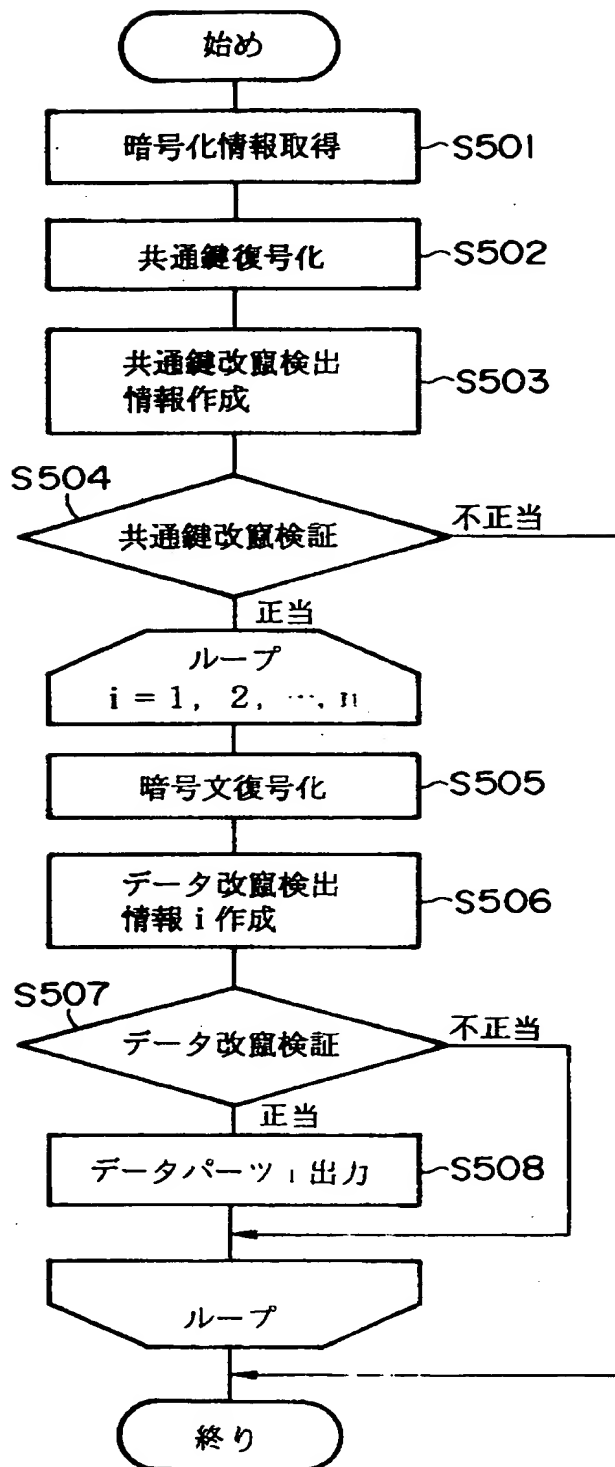 始め
暗号化情報取得
S501
共通鍵復号化
S502
共通鍵改竄検出
情報作成
S503
S504
共通鍵改竄検証
不正当
正当
ループ
i = 1, 2, …, n
暗号文復号化
S505
データ改竄検出
情報 i 作成
S506
S507
データ改竄検証
不正当
正当
データパーツ i 出力
S508
ループ
終り